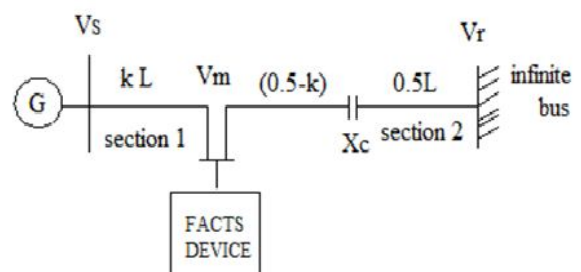 Vs
Vr
G
k L
Vm
(0.5-k)
0.5L
infinite
bus
section 1
Xc
section 2
FACTS
DEVICE